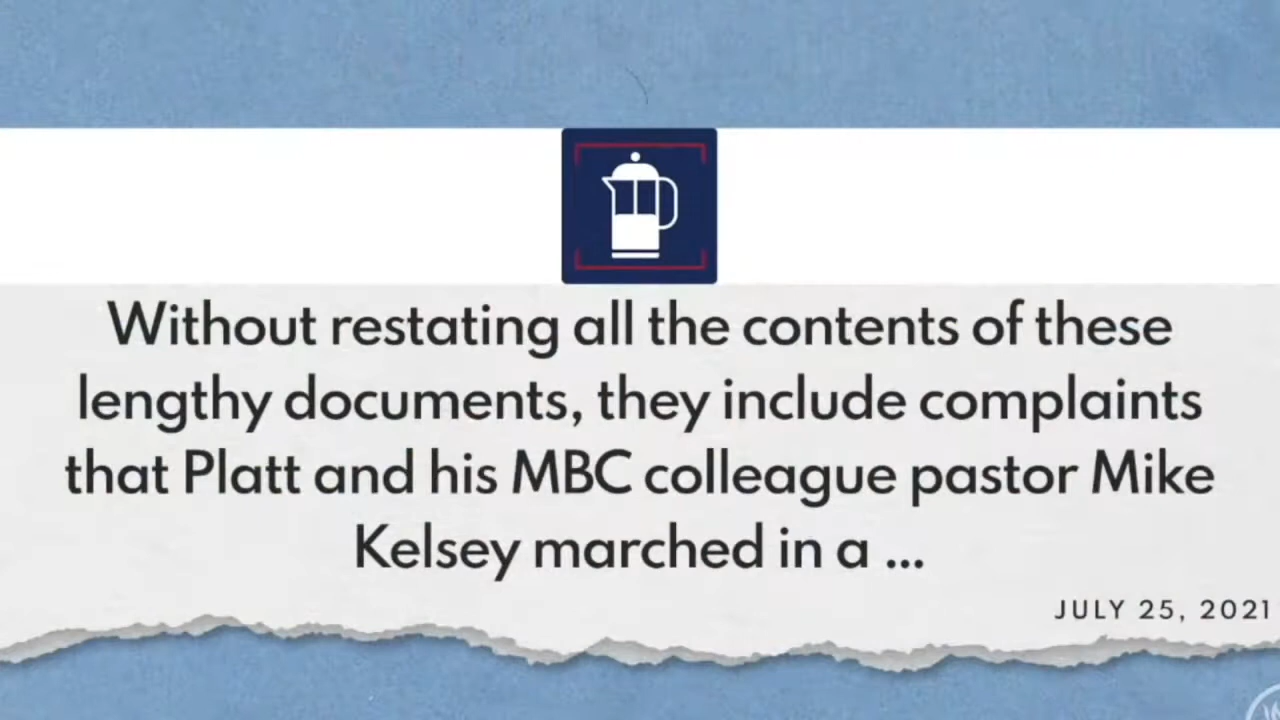 Without restating all the contents of these
lengthy documents, they include complaints
that Platt and his MBC colleague pastor Mike
Kelsey marched in a ...
JULY 25, 2021